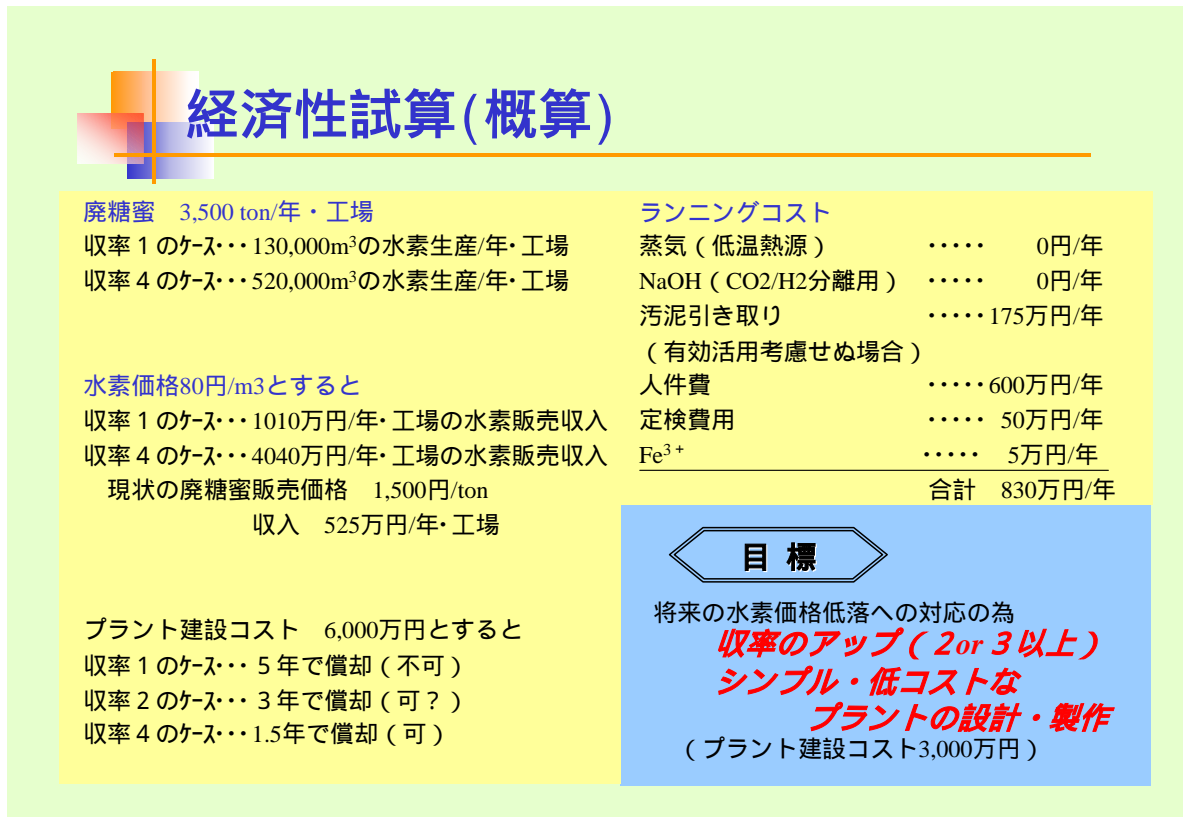 経済性試算(概算)
廃糖蜜 3,500 ton/年・工場
収率1のｹｰｽ･･･130,000m³の水素生産/年･工場
収率4のｹｰｽ･･･520,000m³の水素生産/年･工場
水素価格80円/m3とすると
収率1のｹｰｽ･･･1010万円/年･工場の水素販売収入
収率4のｹｰｽ･･･4040万円/年･工場の水素販売収入
現状の廃糖蜜販売価格 1,500円/ton
収入 525万円/年･工場
プラント建設コスト 6,000万円とすると
収率1のｹｰｽ･･･5年で償却(不可)
収率2のｹｰｽ･･･3年で償却(可?)
収率4のｹｰｽ･･･1.5年で償却(可)
ランニングコスト
蒸気(低温熱源) ･････ 0円/年
NaOH(CO2/H2分離用) ･････ 0円/年
汚泥引き取り ･････175万円/年
(有効活用考慮せぬ場合)
人件費 ･････600万円/年
定検費用 ･････ 50万円/年
Fe³⁺ ･････ 5万円/年
合計 830万円/年
目 標
将来の水素価格低落への対応の為
収率のアップ(2or 3以上)
シンプル・低コストな
プラントの設計・製作
(プラント建設コスト3,000万円)